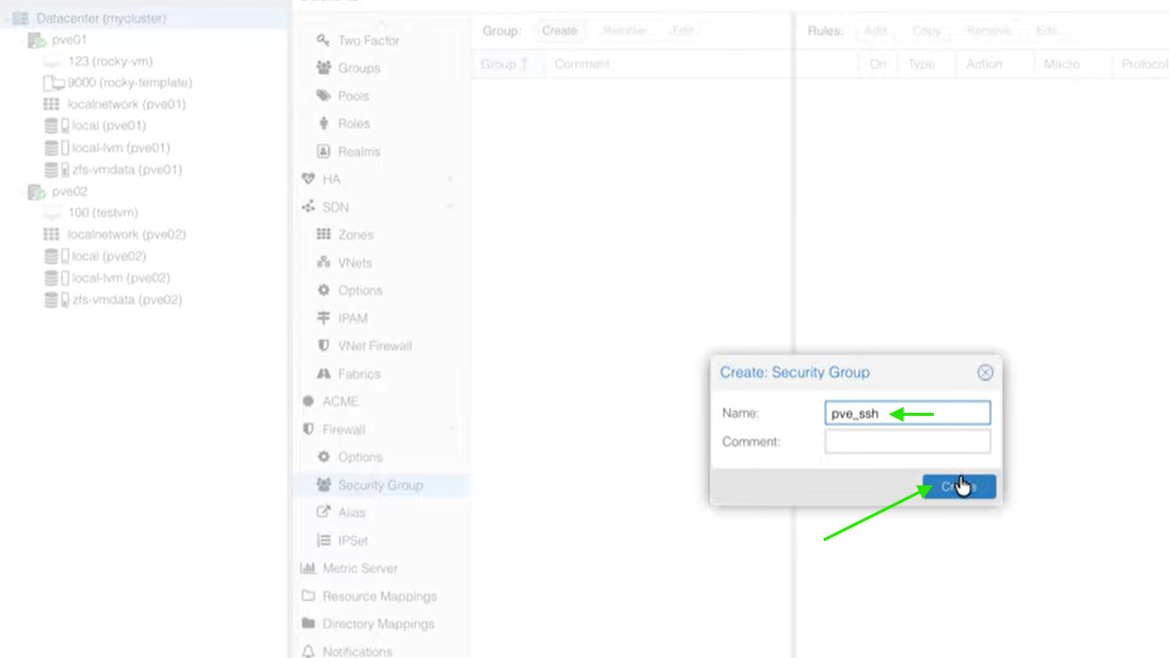 Datacenter (mycluster)
pve01
123 (rocky-vm)
9000 (rocky-template)
localnetwork (pve01)
local (pve01)
local-lvm (pve01)
zfs-vmdata (pve01)
pve02
100 (testvm)
localnetwork (pve02)
local (pve02)
local-lvm (pve02)
zfs-vmdata (pve02)
Two Factor
Groups
Pools
Roles
Realms
HA
SDN
Zones
VNets
Options
IPAM
VNet Firewall
Fabrics
ACME
Firewall
Options
Security Group
Alias
IPSet
Metric Server
Resource Mappings
Directory Mappings
Notifications
Group: Create Remove Edit
Group Comment
Rules: Add Copy Remove Edit
On Type Action Macro Protocol
Create: Security Group
Name: pve_ssh
Comment: